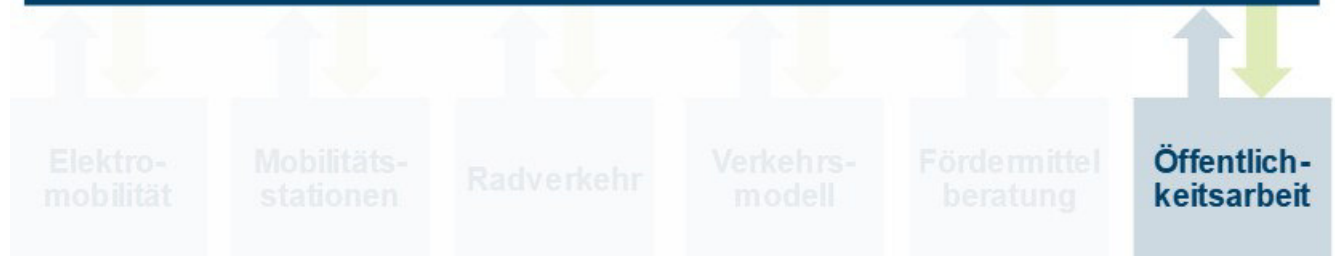 Elektro-
mobilität
Mobilitäts-
stationen
Radverkehr
Verkehrs-
modell
Fördermittel
beratung
Öffentlich-
keitsarbeit